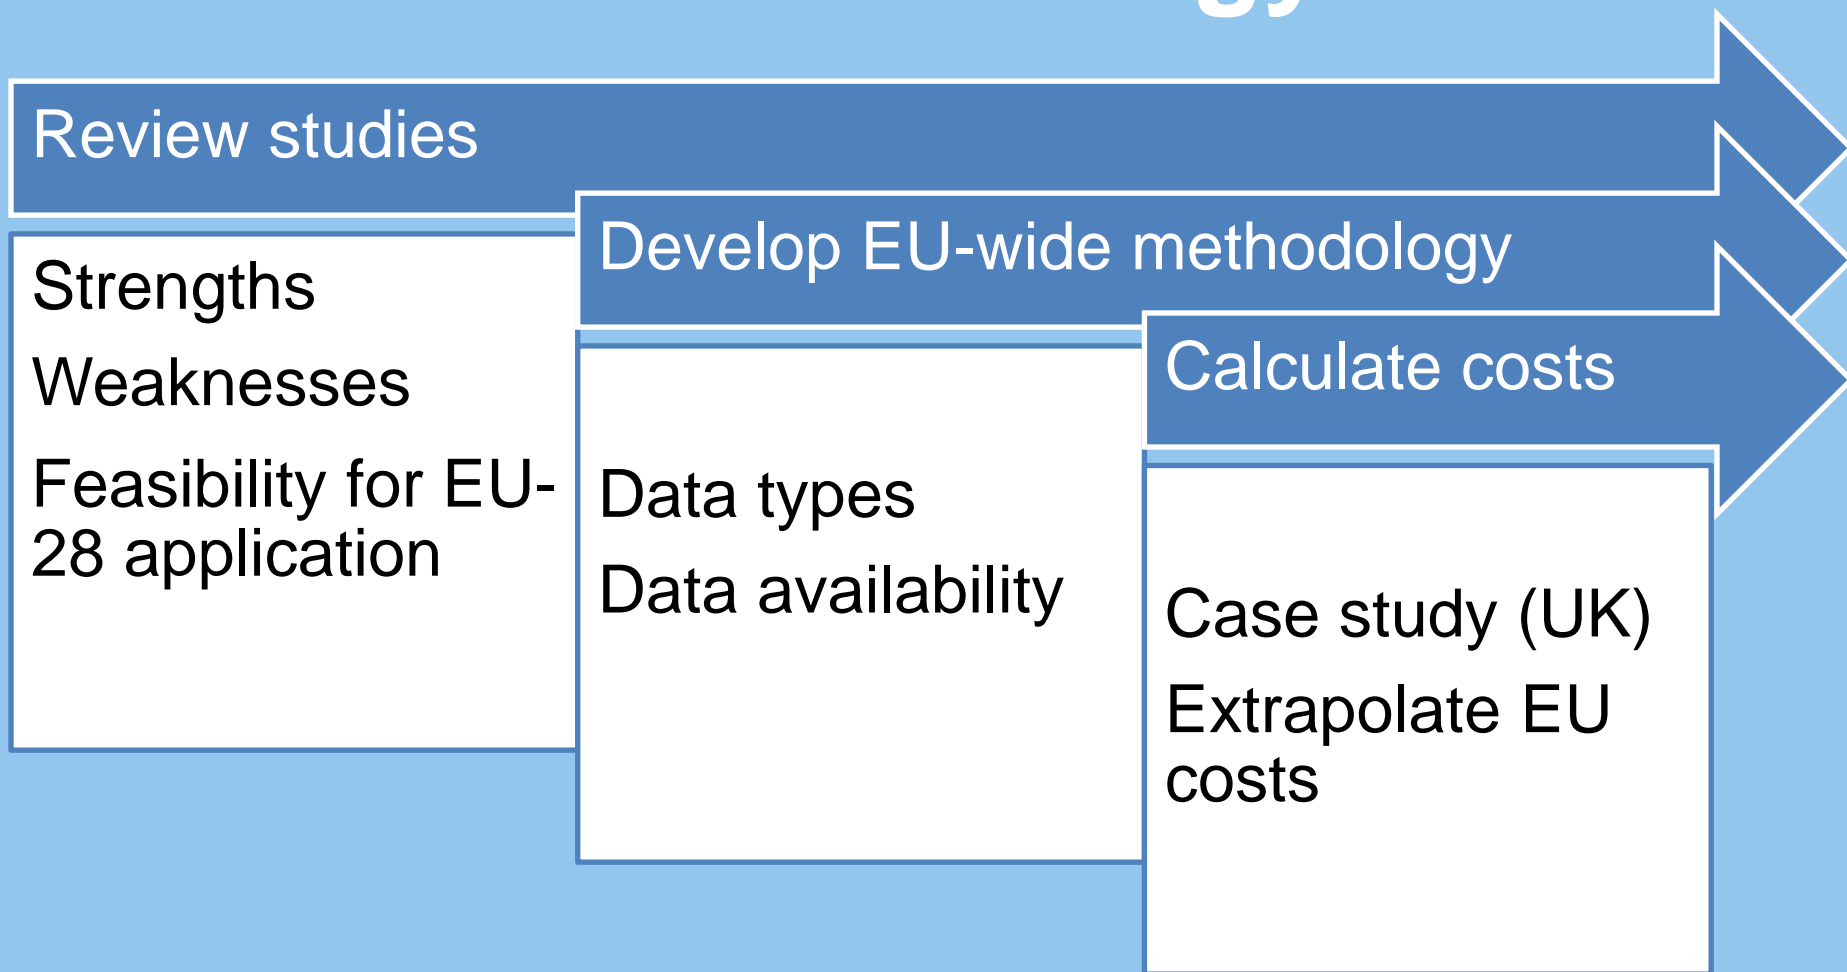 Review studies
Strengths
Weaknesses
Feasibility for EU-
28 application
Develop EU-wide methodology
Data types
Data availability
Calculate costs
Case study (UK)
Extrapolate EU
costs